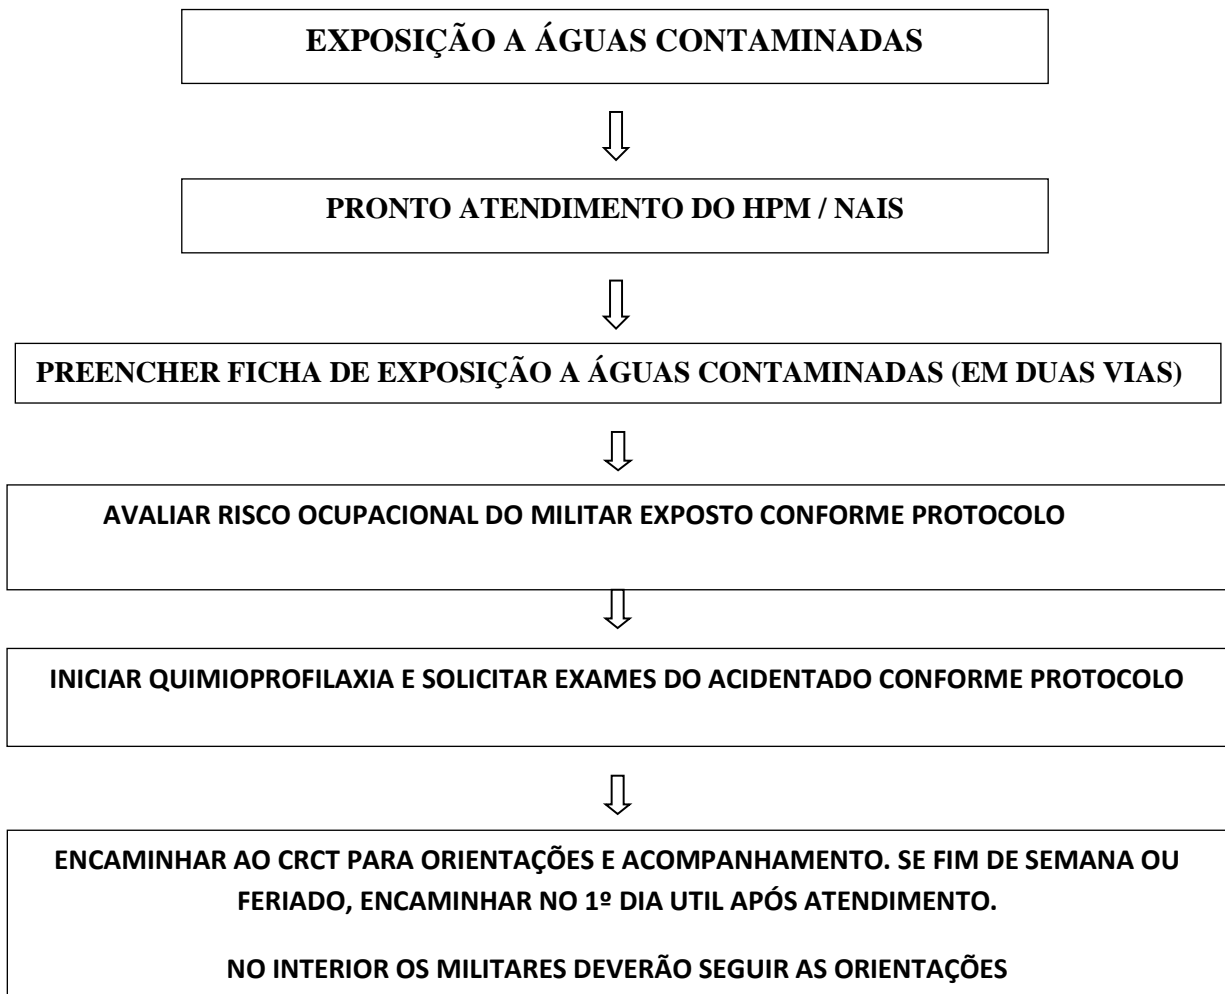 EXPOSIÇÃO A ÁGUAS CONTAMINADAS
PRONTO ATENDIMENTO DO HPM / NAIS
PREENCHER FICHA DE EXPOSIÇÃO A ÁGUAS CONTAMINADAS (EM DUAS VIAS)
AVALIAR RISCO OCUPACIONAL DO MILITAR EXPOSTO CONFORME PROTOCOLO
INICIAR QUIMIOPROFILAXIA E SOLICITAR EXAMES DO ACIDENTADO CONFORME PROTOCOLO
ENCAMINHAR AO CRCT PARA ORIENTAÇÕES E ACOMPANHAMENTO. SE FIM DE SEMANA OU
FERIADO, ENCAMINHAR NO 1º DIA UTIL APÓS ATENDIMENTO.
NO INTERIOR OS MILITARES DEVERÃO SEGUIR AS ORIENTAÇÕES